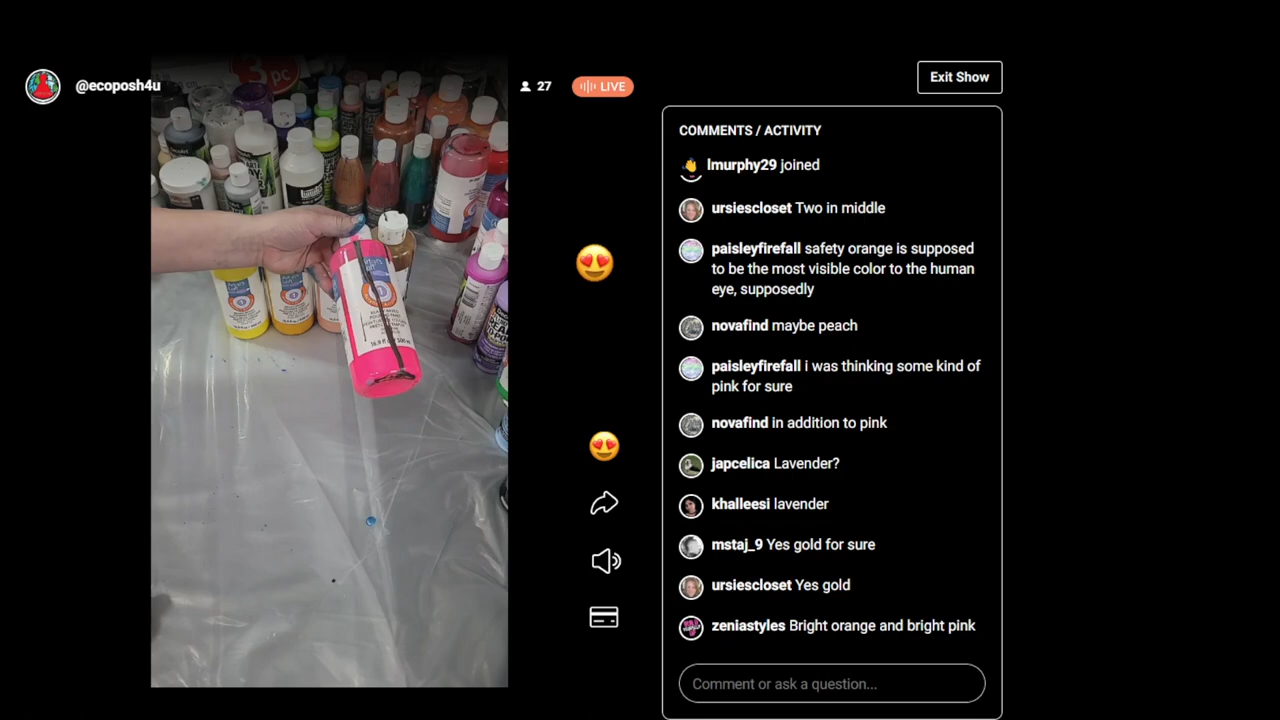 @ecoposh4u
27
LIVE
Exit Show
3
pc
COMMENTS / ACTIVITY
lmurphy29 joined
ursiescloset Two in middle
paisleyfirefall safety orange is supposed
to be the most visible color to the human
eye, supposedly
novafind maybe peach
paisleyfirefall i was thinking some kind of
pink for sure
novafind in addition to pink
japcelica Lavender?
khalleesi lavender
mstaj_9 Yes gold for sure
ursiescloset Yes gold
zeniastyles Bright orange and bright pink
Comment or ask a question...